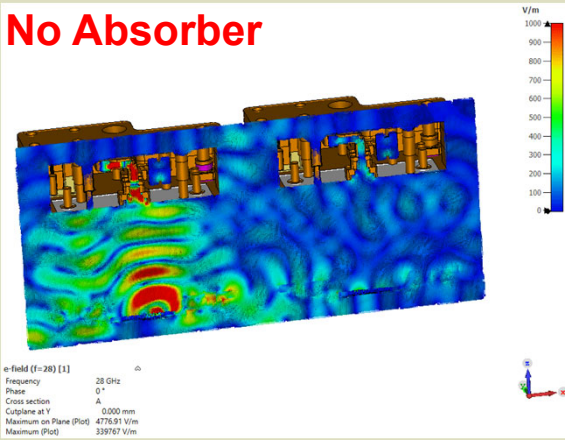 No Absorber
V/m
1000
900
800
700
600
500
400
300
200
100
0
e-field (f=28) [1]
Frequency 28 GHz
Phase 0 °
Cross section A
Cutplane at Y 0.000 mm
Maximum on Plane (Plot) 4776.91 V/m
Maximum (Plot) 339767 V/m
z
x